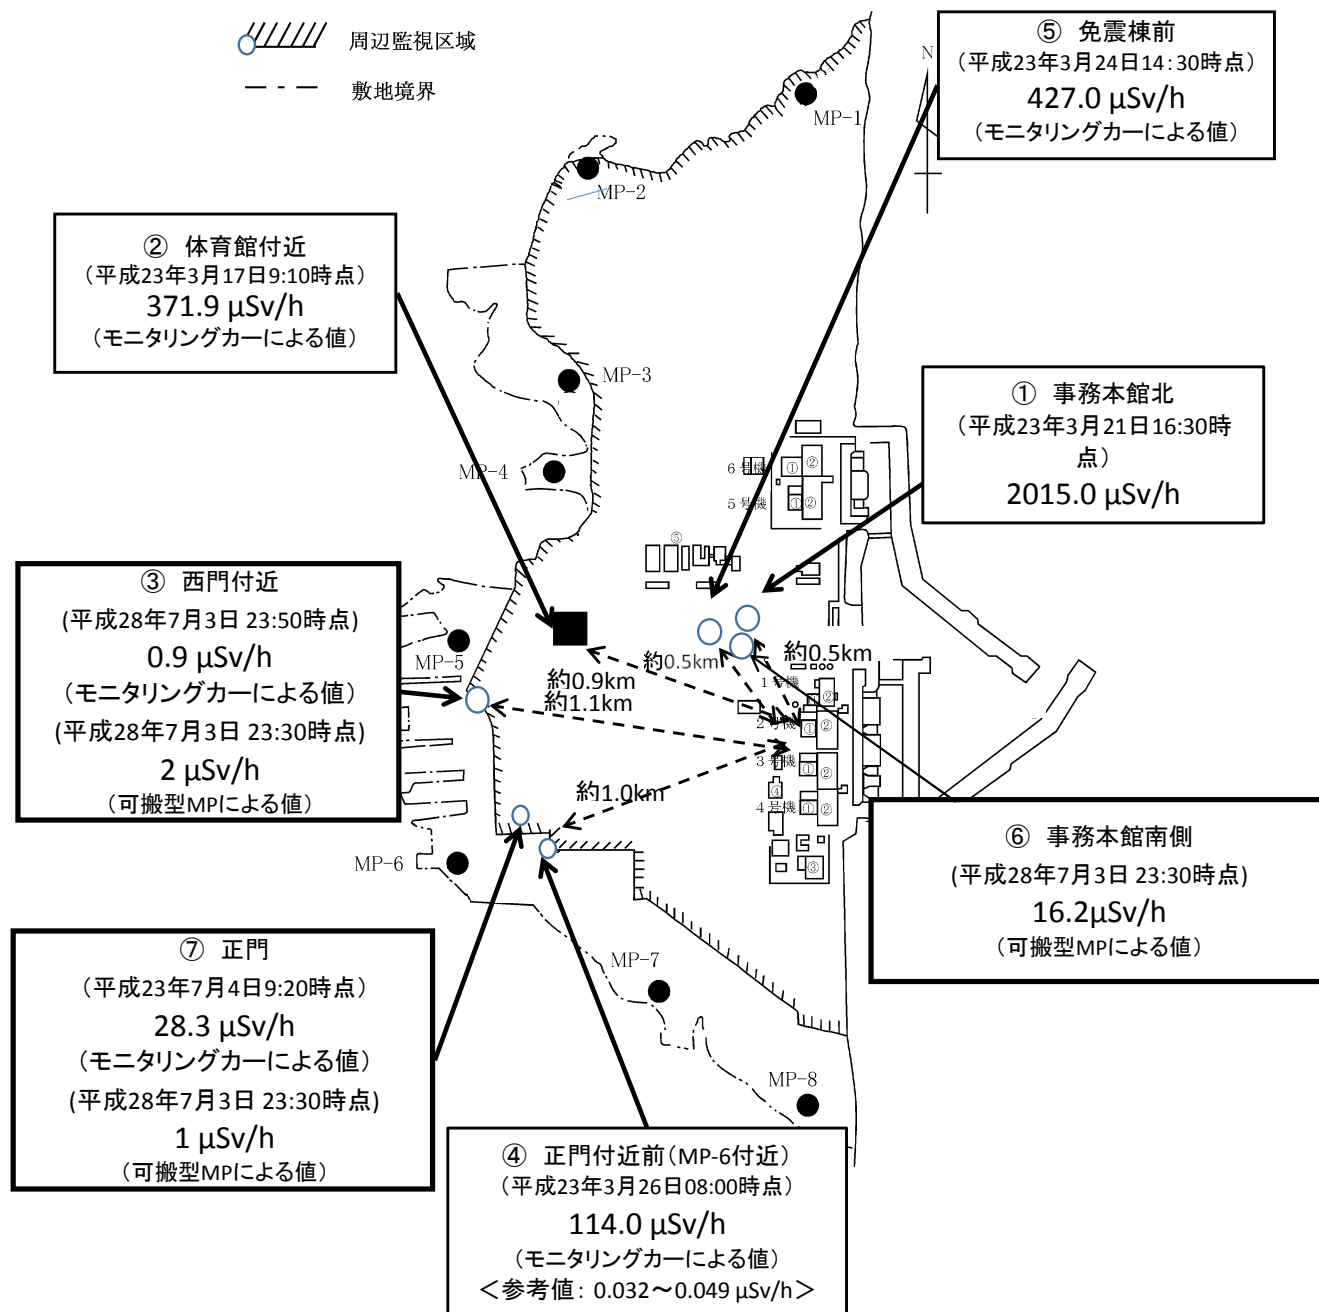 周辺監視区域
敷地境界
N
⑤ 免震棟前
（平成23年3月24日14:30時点）
427.0 μSv/h
（モニタリングカーによる値）
MP-1
MP-2
② 体育館付近
（平成23年3月17日9:10時点）
371.9 μSv/h
（モニタリングカーによる値）
MP-3
MP-4
① 事務本館北
（平成23年3月21日16:30時
点）
2015.0 μSv/h
6号機
①
②
5号機
①
②
⑤
③ 西門付近
(平成28年7月3日 23:50時点)
0.9 μSv/h
（モニタリングカーによる値）
(平成28年7月3日 23:30時点)
2 μSv/h
（可搬型MPによる値）
MP-5
約0.9km
約1.1km
約0.5km
約0.5km
1号機
②
2号機
①
②
3号機
①
②
④
4号機
①
②
③
約1.0km
MP-6
⑥ 事務本館南側
(平成28年7月3日 23:30時点)
16.2μSv/h
（可搬型MPによる値）
⑦ 正門
（平成23年7月4日9:20時点）
28.3 μSv/h
（モニタリングカーによる値）
(平成28年7月3日 23:30時点)
1 μSv/h
（可搬型MPによる値）
MP-7
MP-8
④ 正門付近前（MP-6付近）
（平成23年3月26日08:00時点）
114.0 μSv/h
（モニタリングカーによる値）
＜参考値：0.032～0.049 μSv/h＞